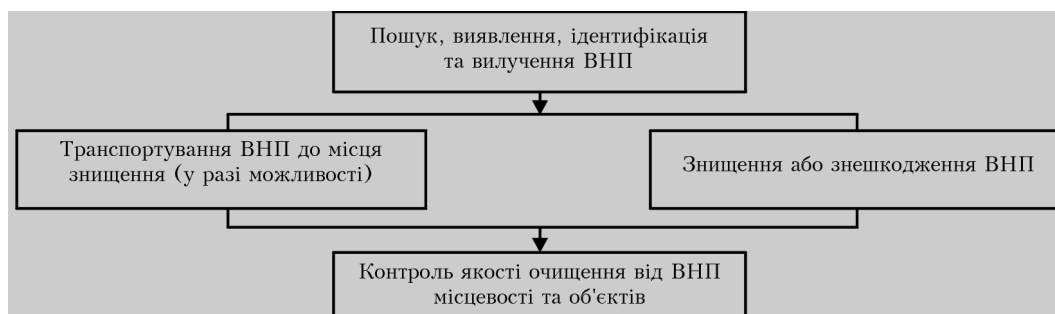 Пошук, виявлення, ідентифікація
та вилучення ВНП
Транспортування ВНП до місця
знищення (у разі можливості)
Знищення або знешкодження ВНП
Контроль якості очищення від ВНП
місцевості та об'єктів